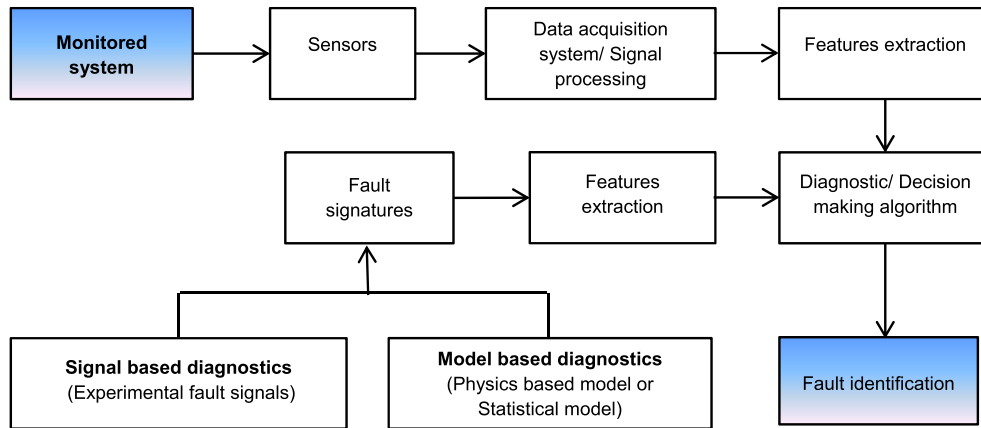 Monitored
system
Sensors
Data acquisition
system/ Signal
processing
Features extraction
Fault
signatures
Features
extraction
Diagnostic/ Decision
making algorithm
Signal based diagnostics
(Experimental fault signals)
Model based diagnostics
(Physics based model or
Statistical model)
Fault identification